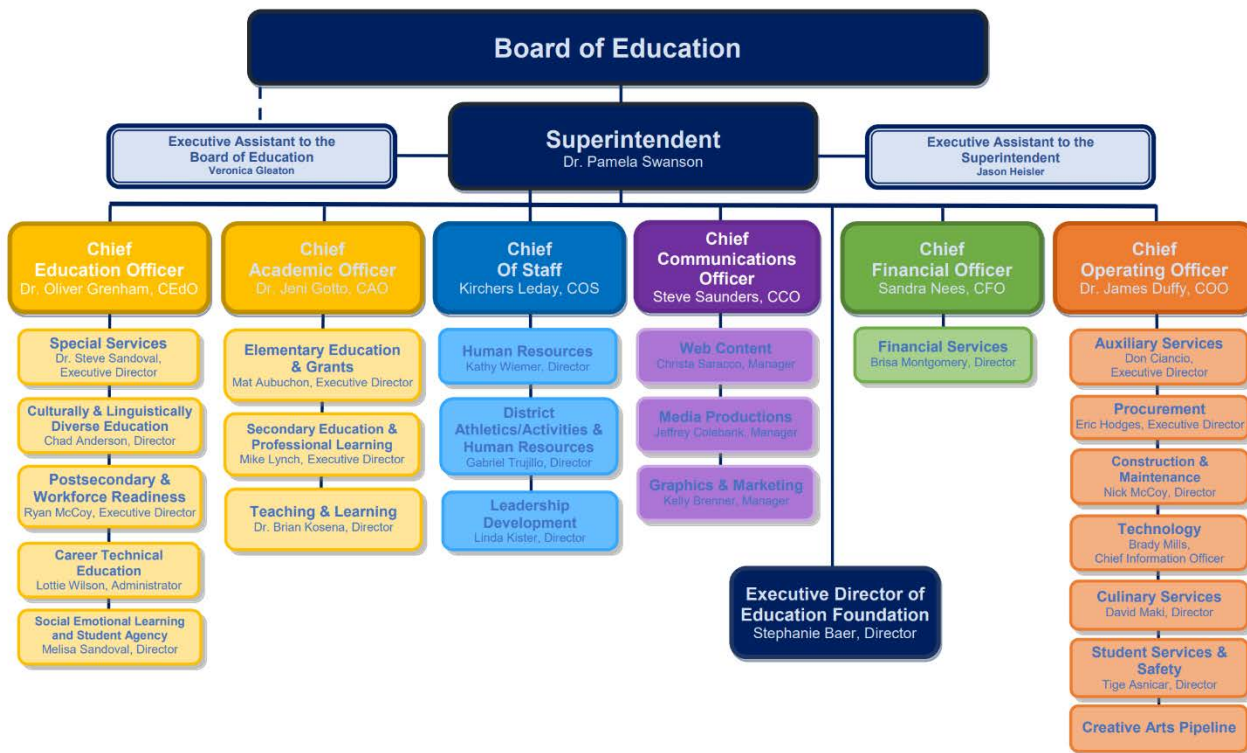 Board of Education
Superintendent
Dr. Pamela Swanson
Executive Assistant to the
Board of Education
Veronica Gleaton
Executive Assistant to the
Superintendent
Jason Heisler
Chief
Education Officer
Dr. Oliver Grenham, CEdO
Special Services
Dr. Steve Sandoval,
Executive Director
Culturally & Linguistically
Diverse Education
Chad Anderson, Director
Postsecondary &
Workforce Readiness
Ryan McCoy, Executive Director
Career Technical
Education
Lottie Wilson, Administrator
Social Emotional Learning
and Student Agency
Melisa Sandoval, Director
Chief
Academic Officer
Dr. Jeni Gotto, CAO
Elementary Education
& Grants
Mat Aubuchon, Executive Director
Secondary Education &
Professional Learning
Mike Lynch, Executive Director
Teaching & Learning
Dr. Brian Kosena, Director
Chief
Of Staff
Kirchers Leday, COS
Human Resources
Kathy Wiemer, Director
District
Athletics/Activities &
Human Resources
Gabriel Trujillo, Director
Leadership
Development
Linda Kister, Director
Chief
Communications
Officer
Steve Saunders, CCO
Web Content
Christa Saracco, Manager
Media Productions
Jeffrey Colebank, Manager
Graphics & Marketing
Kelly Brenner, Manager
Executive Director of
Education Foundation
Stephanie Baer, Director
Chief
Financial Officer
Sandra Nees, CFO
Financial Services
Brisa Montgomery, Director
Chief
Operating Officer
Dr. James Duffy, COO
Auxiliary Services
Don Ciancio,
Executive Director
Procurement
Eric Hodges, Executive Director
Construction &
Maintenance
Nick McCoy, Director
Technology
Brady Mills,
Chief Information Officer
Culinary Services
David Maki, Director
Student Services &
Safety
Tige Asnicar, Director
Creative Arts Pipeline